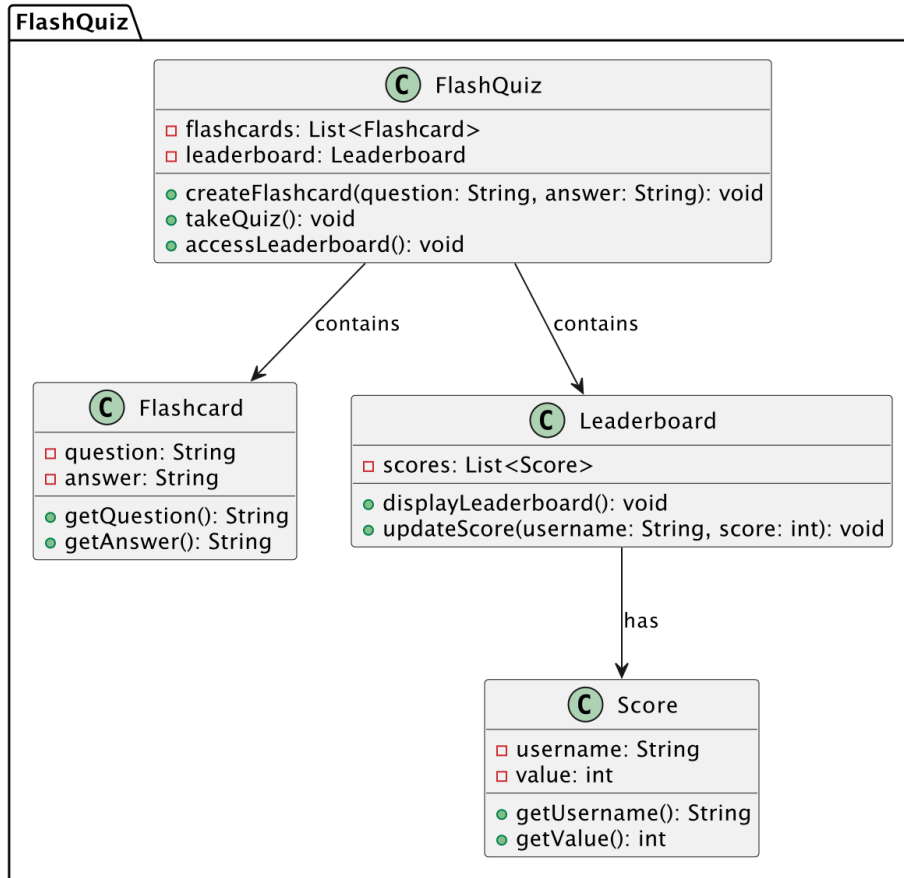 FlashQuiz
C FlashQuiz
flashcards: List<Flashcard>
leaderboard: Leaderboard
createFlashcard(question: String, answer: String): void
takeQuiz(): void
accessLeaderboard(): void
contains
contains
C Flashcard
question: String
answer: String
getQuestion(): String
getAnswer(): String
C Leaderboard
scores: List<Score>
displayLeaderboard(): void
updateScore(username: String, score: int): void
has
C Score
username: String
value: int
getUsername(): String
getValue(): int